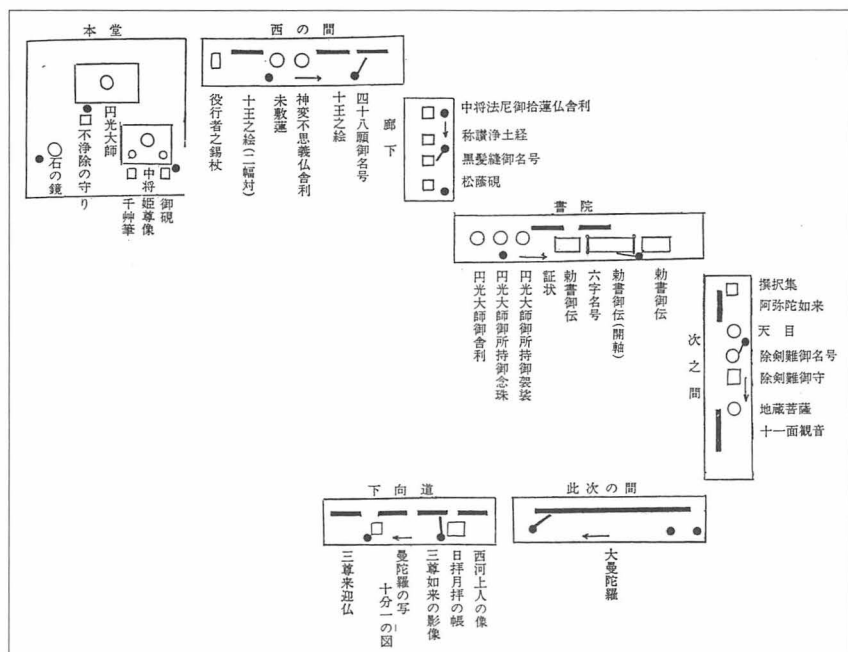 本堂
円光大師
不浄除の守り
石の鏡
御硯
中将姫尊像
千艸筆
西の間
役行者之錫杖
十王之絵(二幅対)
未敷蓮
神変不思義仏舎利
十王之絵
四十八願御名号
廊下
中将法尼御拾蓮仏舎利
称讃浄土経
黒髪縫御名号
松蔭硯
書院
円光大師御舎利
円光大師御所持御念珠
円光大師御所持御袈裟
証状
勅書御伝
六字名号
勅書御伝(開軸)
勅書御伝
次之間
撰択集
阿弥陀如来
天目
除剣難御名号
除剣難御守
地蔵菩薩
十一面観音
此次の間
大曼陀羅
下向道
西河上人の像
日拝月拝の帳
三尊如来の影像
曼陀羅の写―
十分一の図
三尊来迎仏